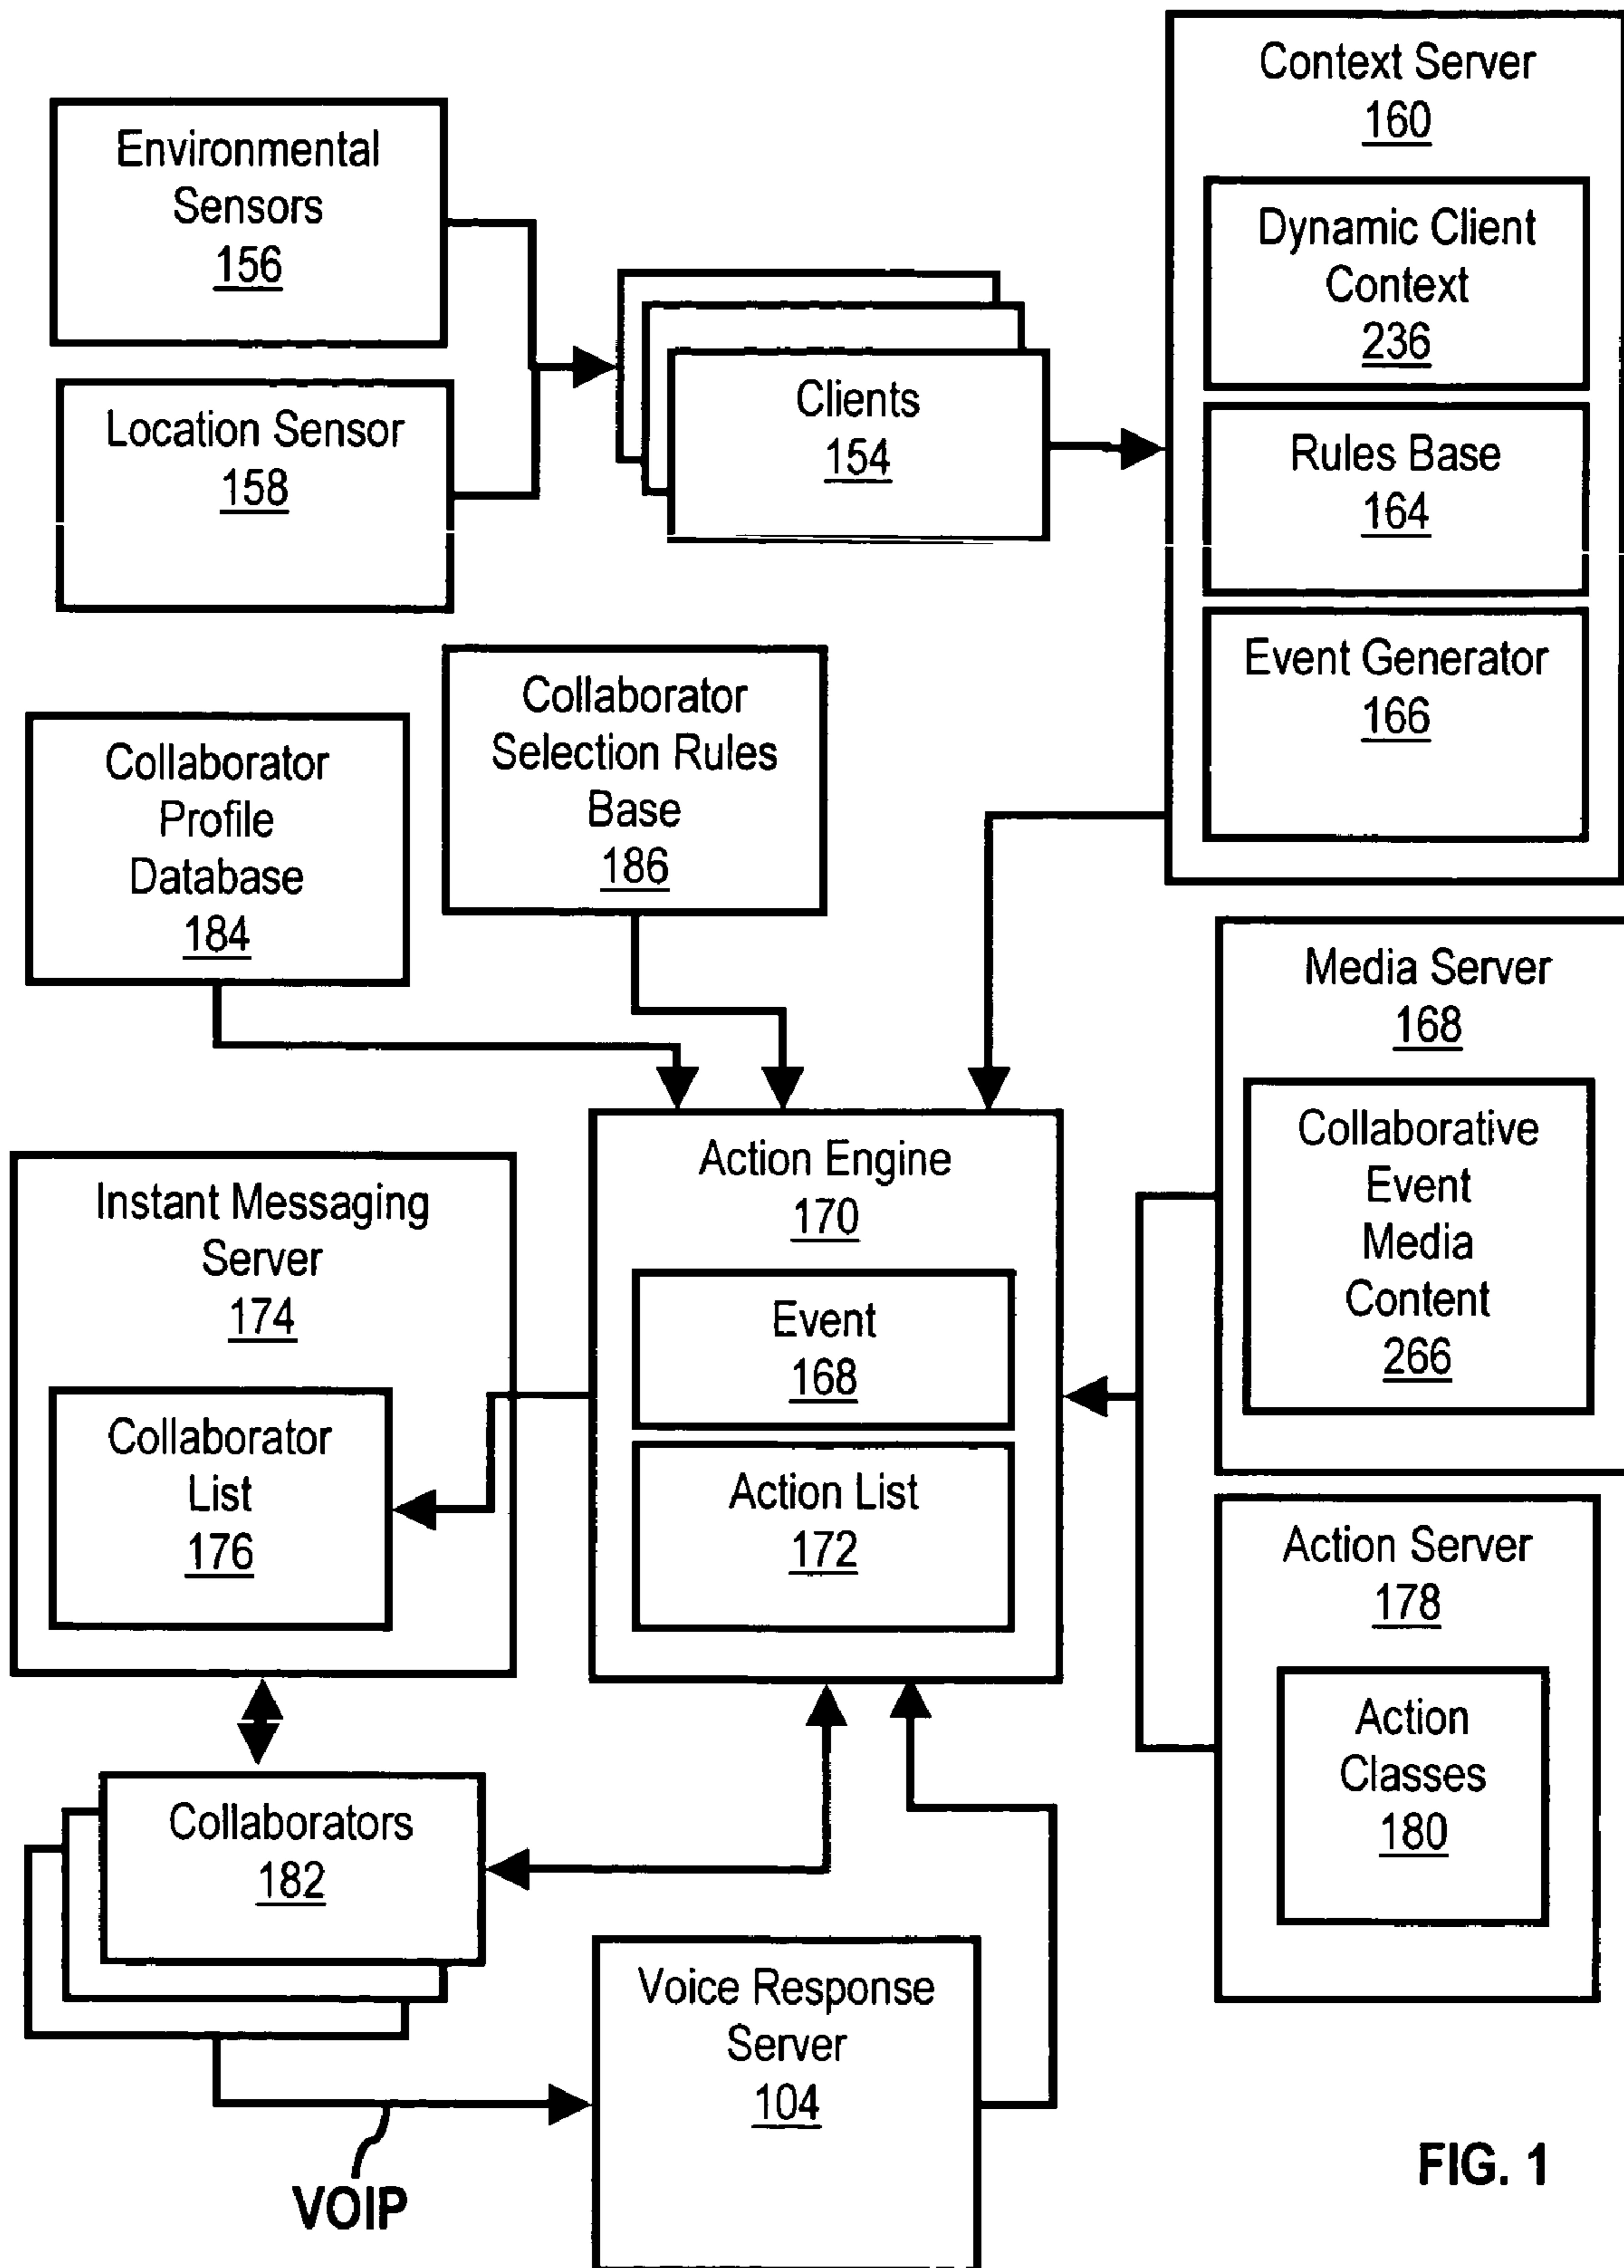 Context Server
160
Environmental
Sensors
156
Dynamic Client
Context
236
Location Sensor
158
Clients
154
Rules Base
164
Event Generator
166
Collaborator
Selection Rules
Base
186
Collaborator
Profile
Database
184
Media Server
168
Collaborative
Event
Media
Content
266
Action Engine
170
Event
168
Action List
172
Instant Messaging
Server
174
Collaborator
List
176
Action Server
178
Action
Classes
180
Collaborators
182
Voice Response
Server
104
VOIP
FIG. 1